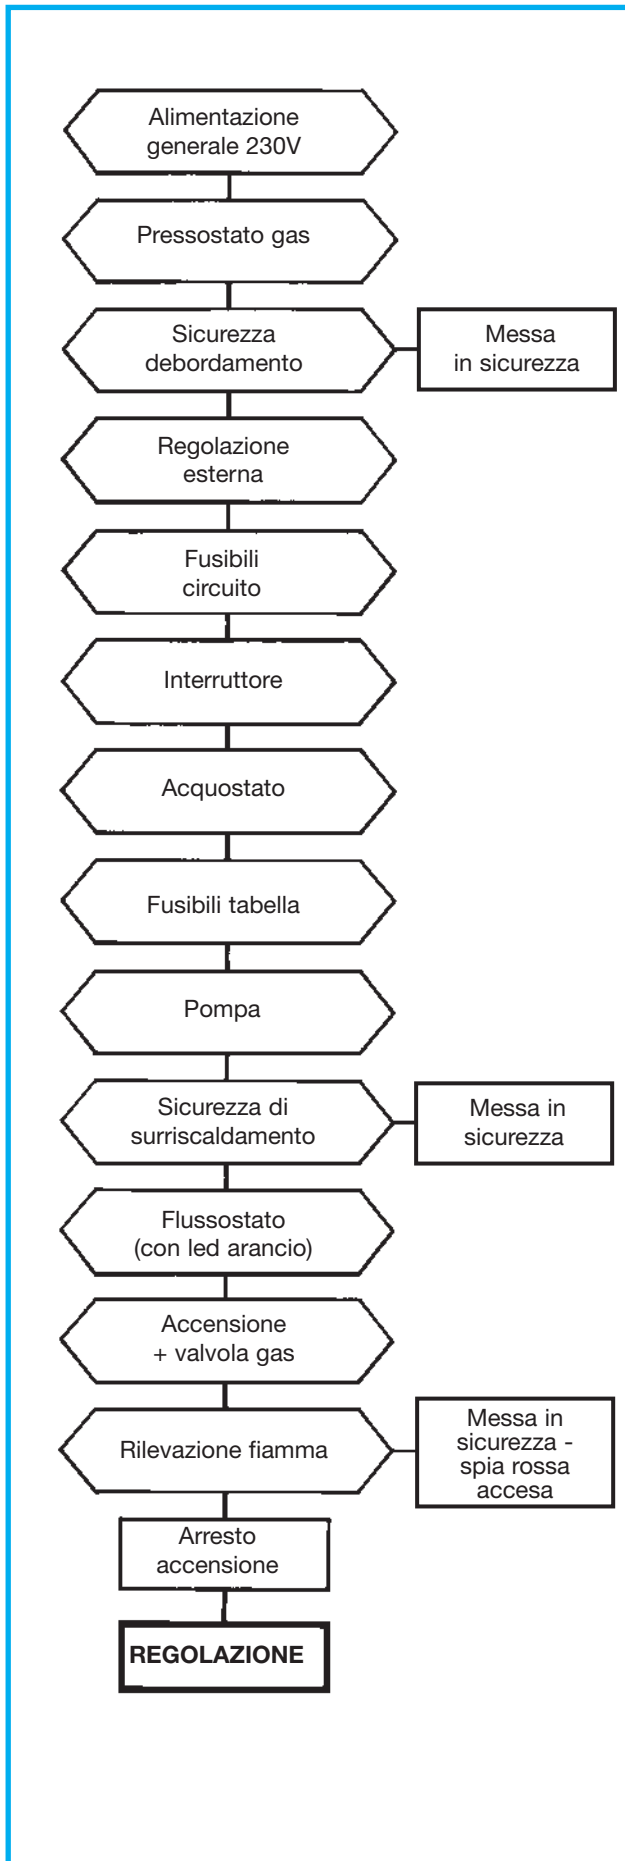 Alimentazione
generale 230V
Pressostato gas
Sicurezza
debordamento
Messa
in sicurezza
Regolazione
esterna
Fusibili
circuito
Interruttore
Acquostato
Fusibili tabella
Pompa
Sicurezza di
surriscaldamento
Messa in
sicurezza
Flussostato
(con led arancio)
Accensione
+ valvola gas
Rilevazione fiamma
Messa in
sicurezza -
spia rossa
accesa
Arresto
accensione
REGOLAZIONE